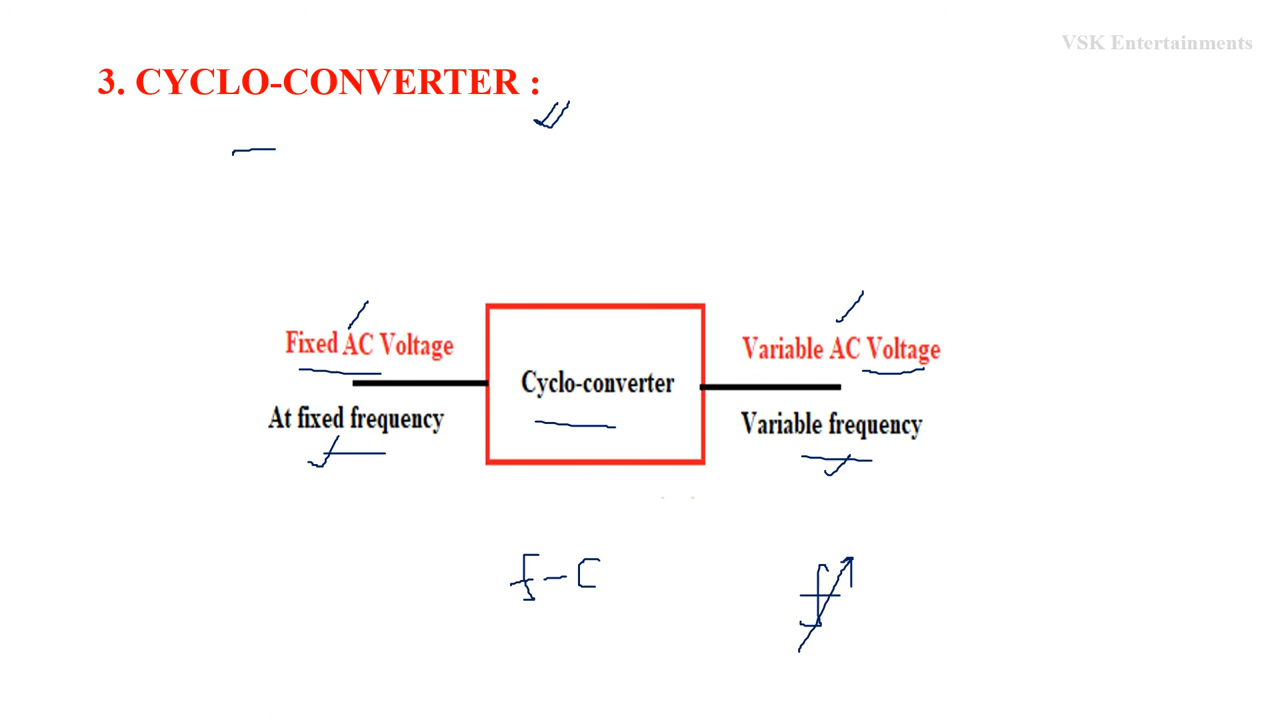 VSK Entertainments
3. CYCLO-CONVERTER :
Fixed AC Voltage
At fixed frequency
Cyclo-converter
Variable AC Voltage
Variable frequency
f-C
f